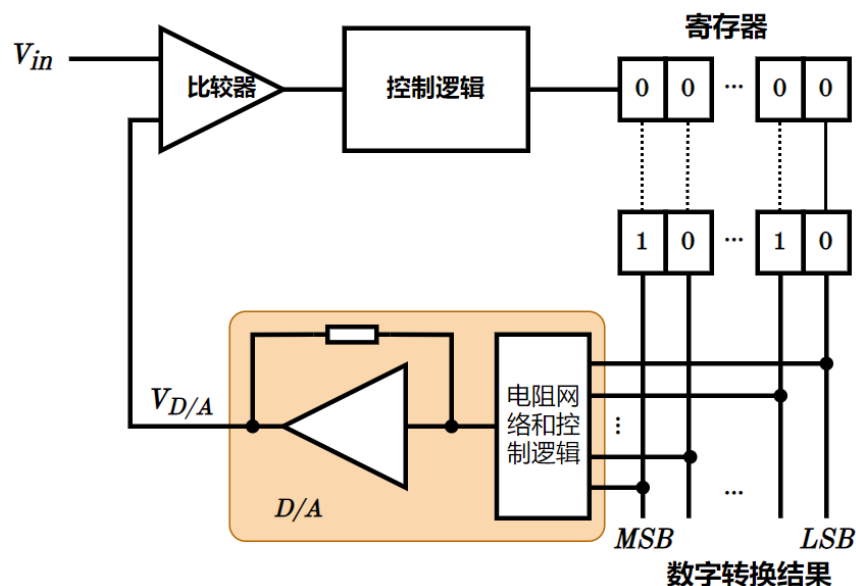 寄存器
V_in
比较器
控制逻辑
0 0 ··· 0 0
1 0 ··· 1 0
V_D/A
电阻网
络和控
制逻辑
⋮
D/A
···
MSB
LSB
数字转换结果